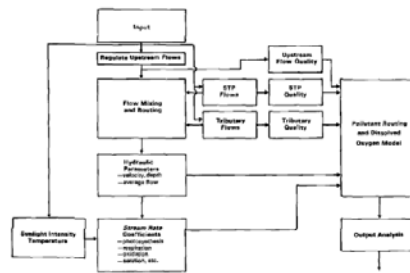 Input
Regulate Upstream Flows
Upstream
Flow Quality
Flow Mixing
and Routing
STP
Flows
STP
Quality
Tributary
Flows
Tributary
Quality
Pollutant Routing
and Dissolved
Oxygen Model
Hydraulic
Parameters
—velocity, depth
—average flow
Sunlight Intensity
Temperature
Stream Rate
Coefficients
—photosynthesis
—respiration
—oxidation
—aeration, etc.
Output Analysis